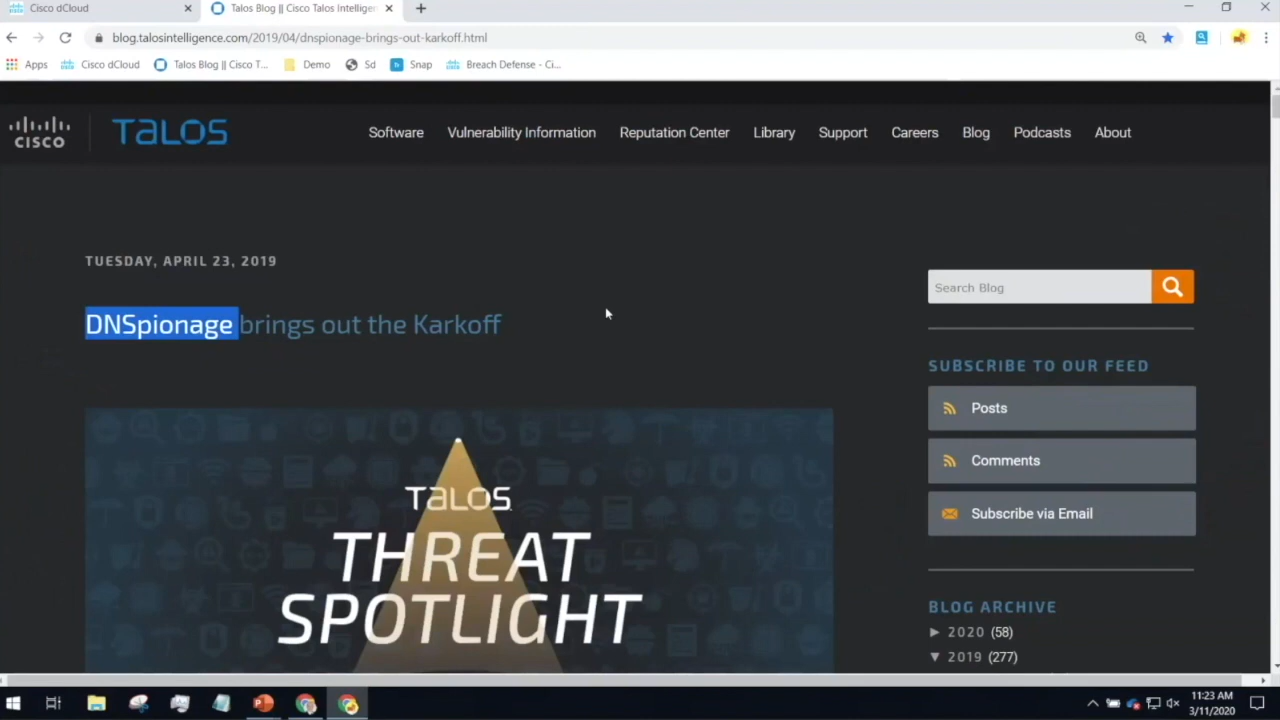 Cisco dCloud
Talos Blog || Cisco Talos Intelligen
blog.talosintelligence.com/2019/04/dnspionage-brings-out-karkoff.html
Apps Cisco dCloud Talos Blog || Cisco T... Demo Sd Snap Breach Defense - Ci...
CISCO TALOS Software Vulnerability Information Reputation Center Library Support Careers Blog Podcasts About
TUESDAY, APRIL 23, 2019
Search Blog
DNSpionage brings out the Karkoff
SUBSCRIBE TO OUR FEED
Posts
Comments
Subscribe via Email
TALOS
THREAT
SPOTLIGHT
BLOG ARCHIVE
► 2020 (58)
▼ 2019 (277)
11:23 AM
3/11/2020